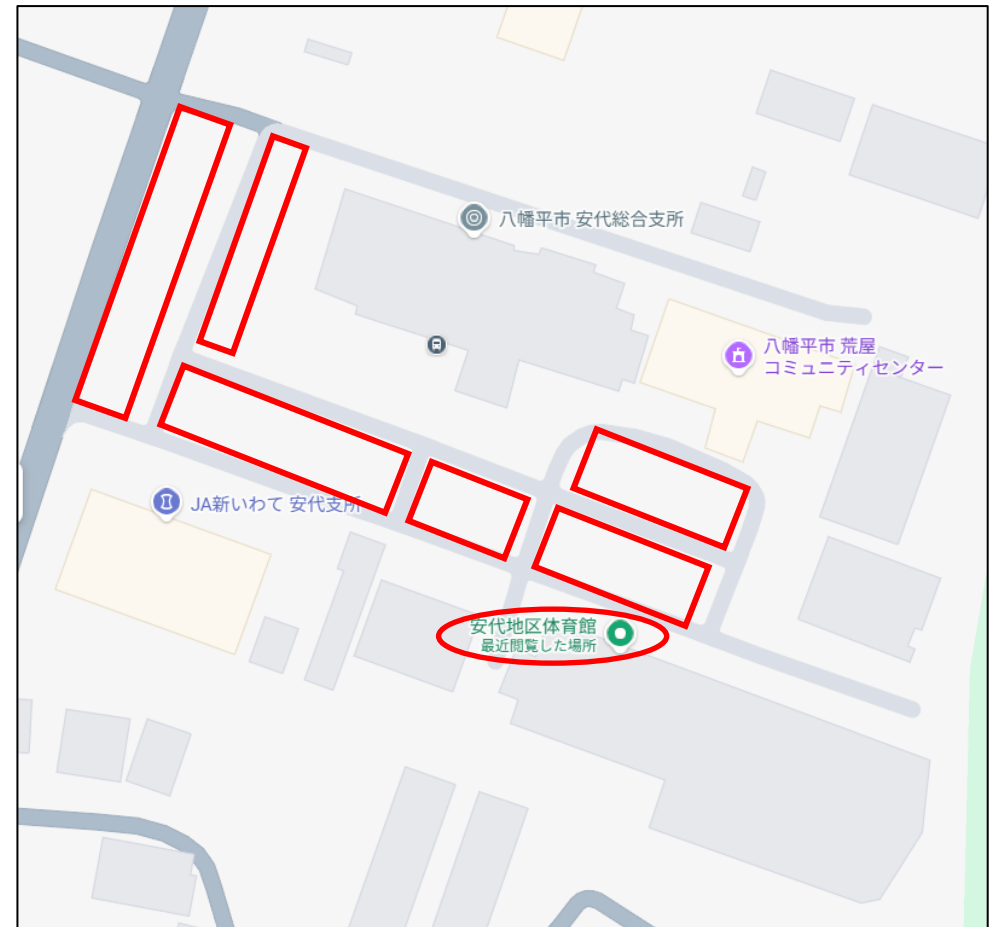 八幡平市 安代総合支所
八幡平市 荒屋
コミュニティセンター
JA新いわて 安代支所
安代地区体育館
最近閲覧した場所